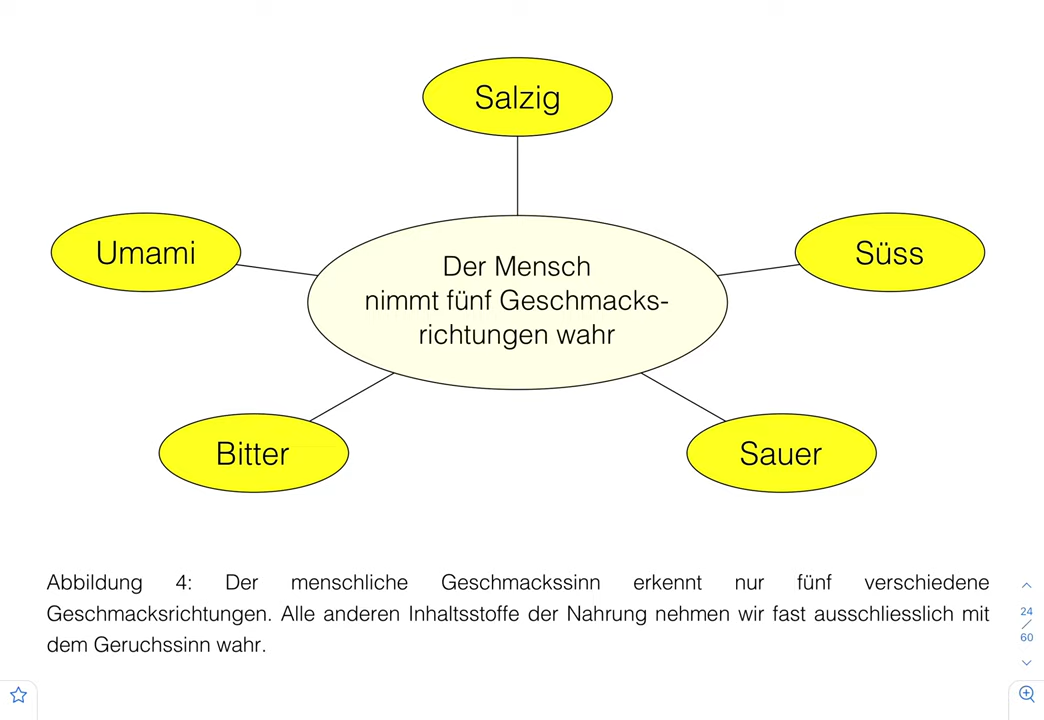 Salzig
Umami
Süss
Der Mensch
nimmt fünf Geschmacks-
richtungen wahr
Bitter
Sauer
Abbildung 4: Der menschliche Geschmackssinn erkennt nur fünf verschiedene
Geschmacksrichtungen. Alle anderen Inhaltsstoffe der Nahrung nehmen wir fast ausschliesslich mit
dem Geruchssinn wahr.
24
/
60